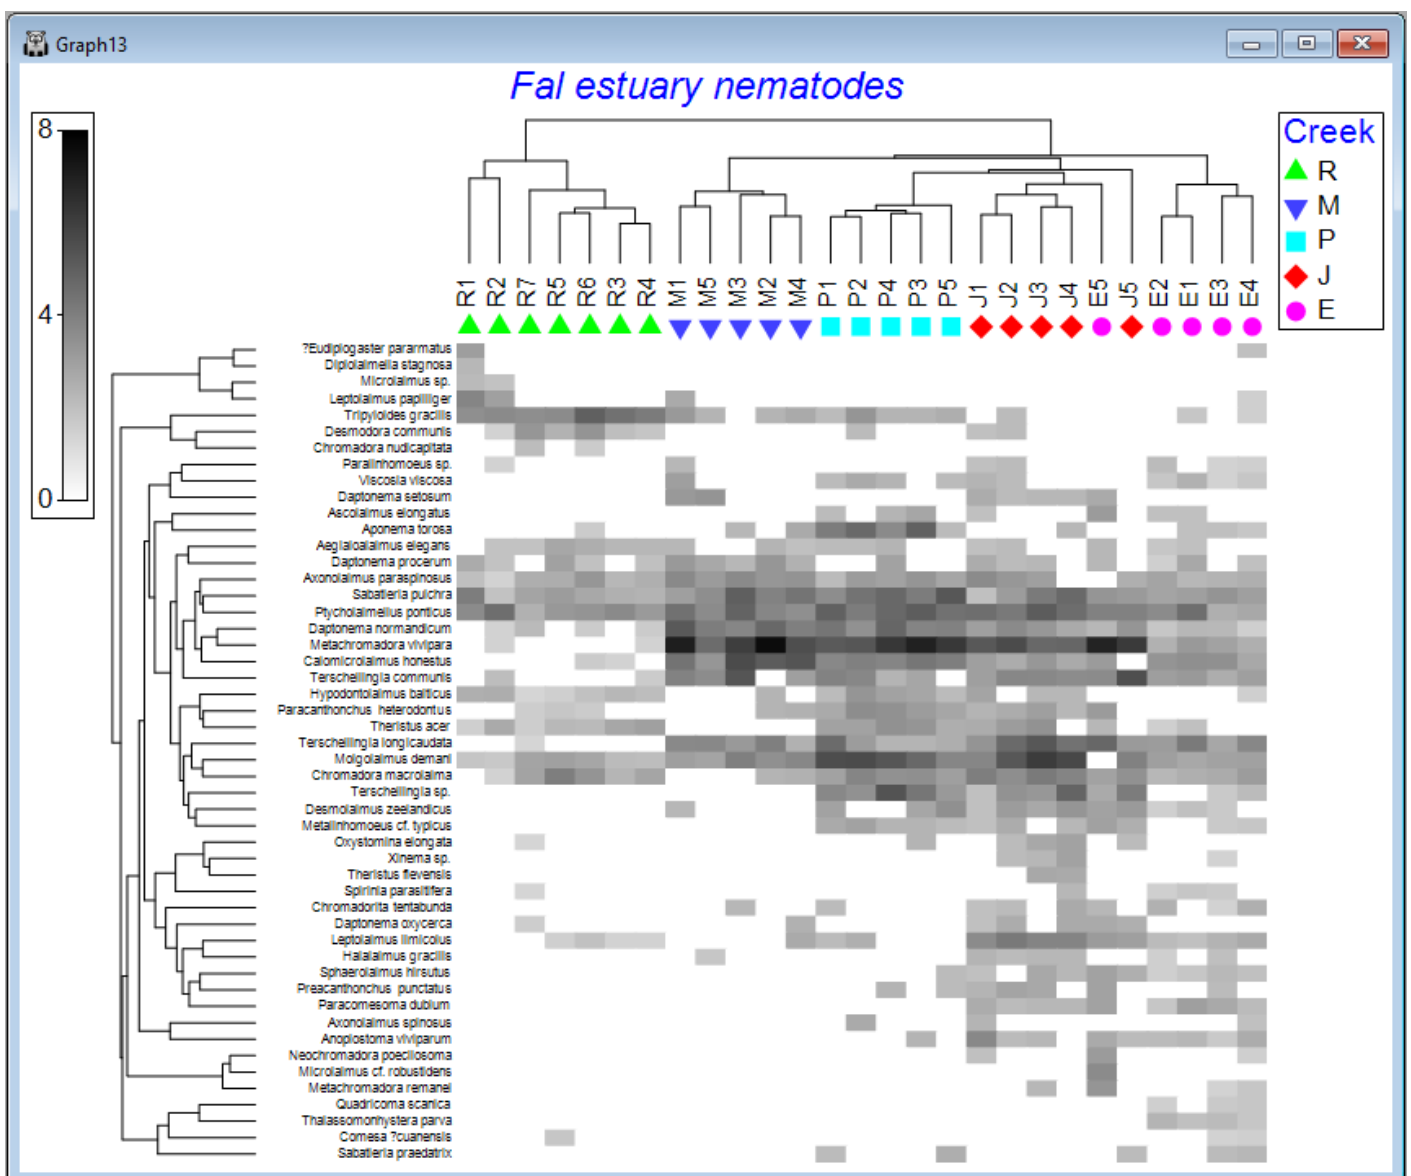 Graph13
Fal estuary nematodes
8
4
0
Creek
R
M
P
J
E
R1 R2 R7 R5 R6 R3 R4 M1 M5 M3 M2 M4 P1 P2 P4 P3 P5 J1 J2 J3 J4 E5 J5 E2 E1 E3 E4
?Eudiplogaster pararmatus
Diplolaimella stagnosa
Microlaimus sp.
Leptolaimus papilliger
Tripyloides gracilis
Desmodora communis
Chromadora nudicapitata
Paralinhomoeus sp.
Viscosia viscosa
Daptonema setosum
Ascolaimus elongatus
Aponema torosa
Aegialoalaimus elegans
Daptonema procerum
Axonolaimus paraspinosus
Sabatieria pulchra
Ptycholaimellus ponticus
Daptonema normandicum
Metachromadora vivipara
Calomicrolaimus honestus
Terschellingia communis
Hypodontolaimus balticus
Paracanthonchus heterodontus
Theristus acer
Terschellingia longicaudata
Molgolaimus demani
Chromadora macrolaima
Terschellingia sp.
Desmolaimus zeelandicus
Metalinhomoeus cf. typicus
Oxystomina elongata
Xinema sp.
Theristus flevensis
Spirinia parasitifera
Chromadorita tentabunda
Daptonema oxycerca
Leptolaimus limicolus
Halalaimus gracilis
Sphaerolaimus hirsutus
Preacanthonchus punctatus
Paracomesoma dubium
Axonolaimus spinosus
Anoplostoma viviparum
Neochromadora poecilosoma
Microlaimus cf. robustidens
Metachromadora remanei
Quadricoma scanica
Thalassomonhystera parva
Comesa ?cuanensis
Sabatieria praedatrix